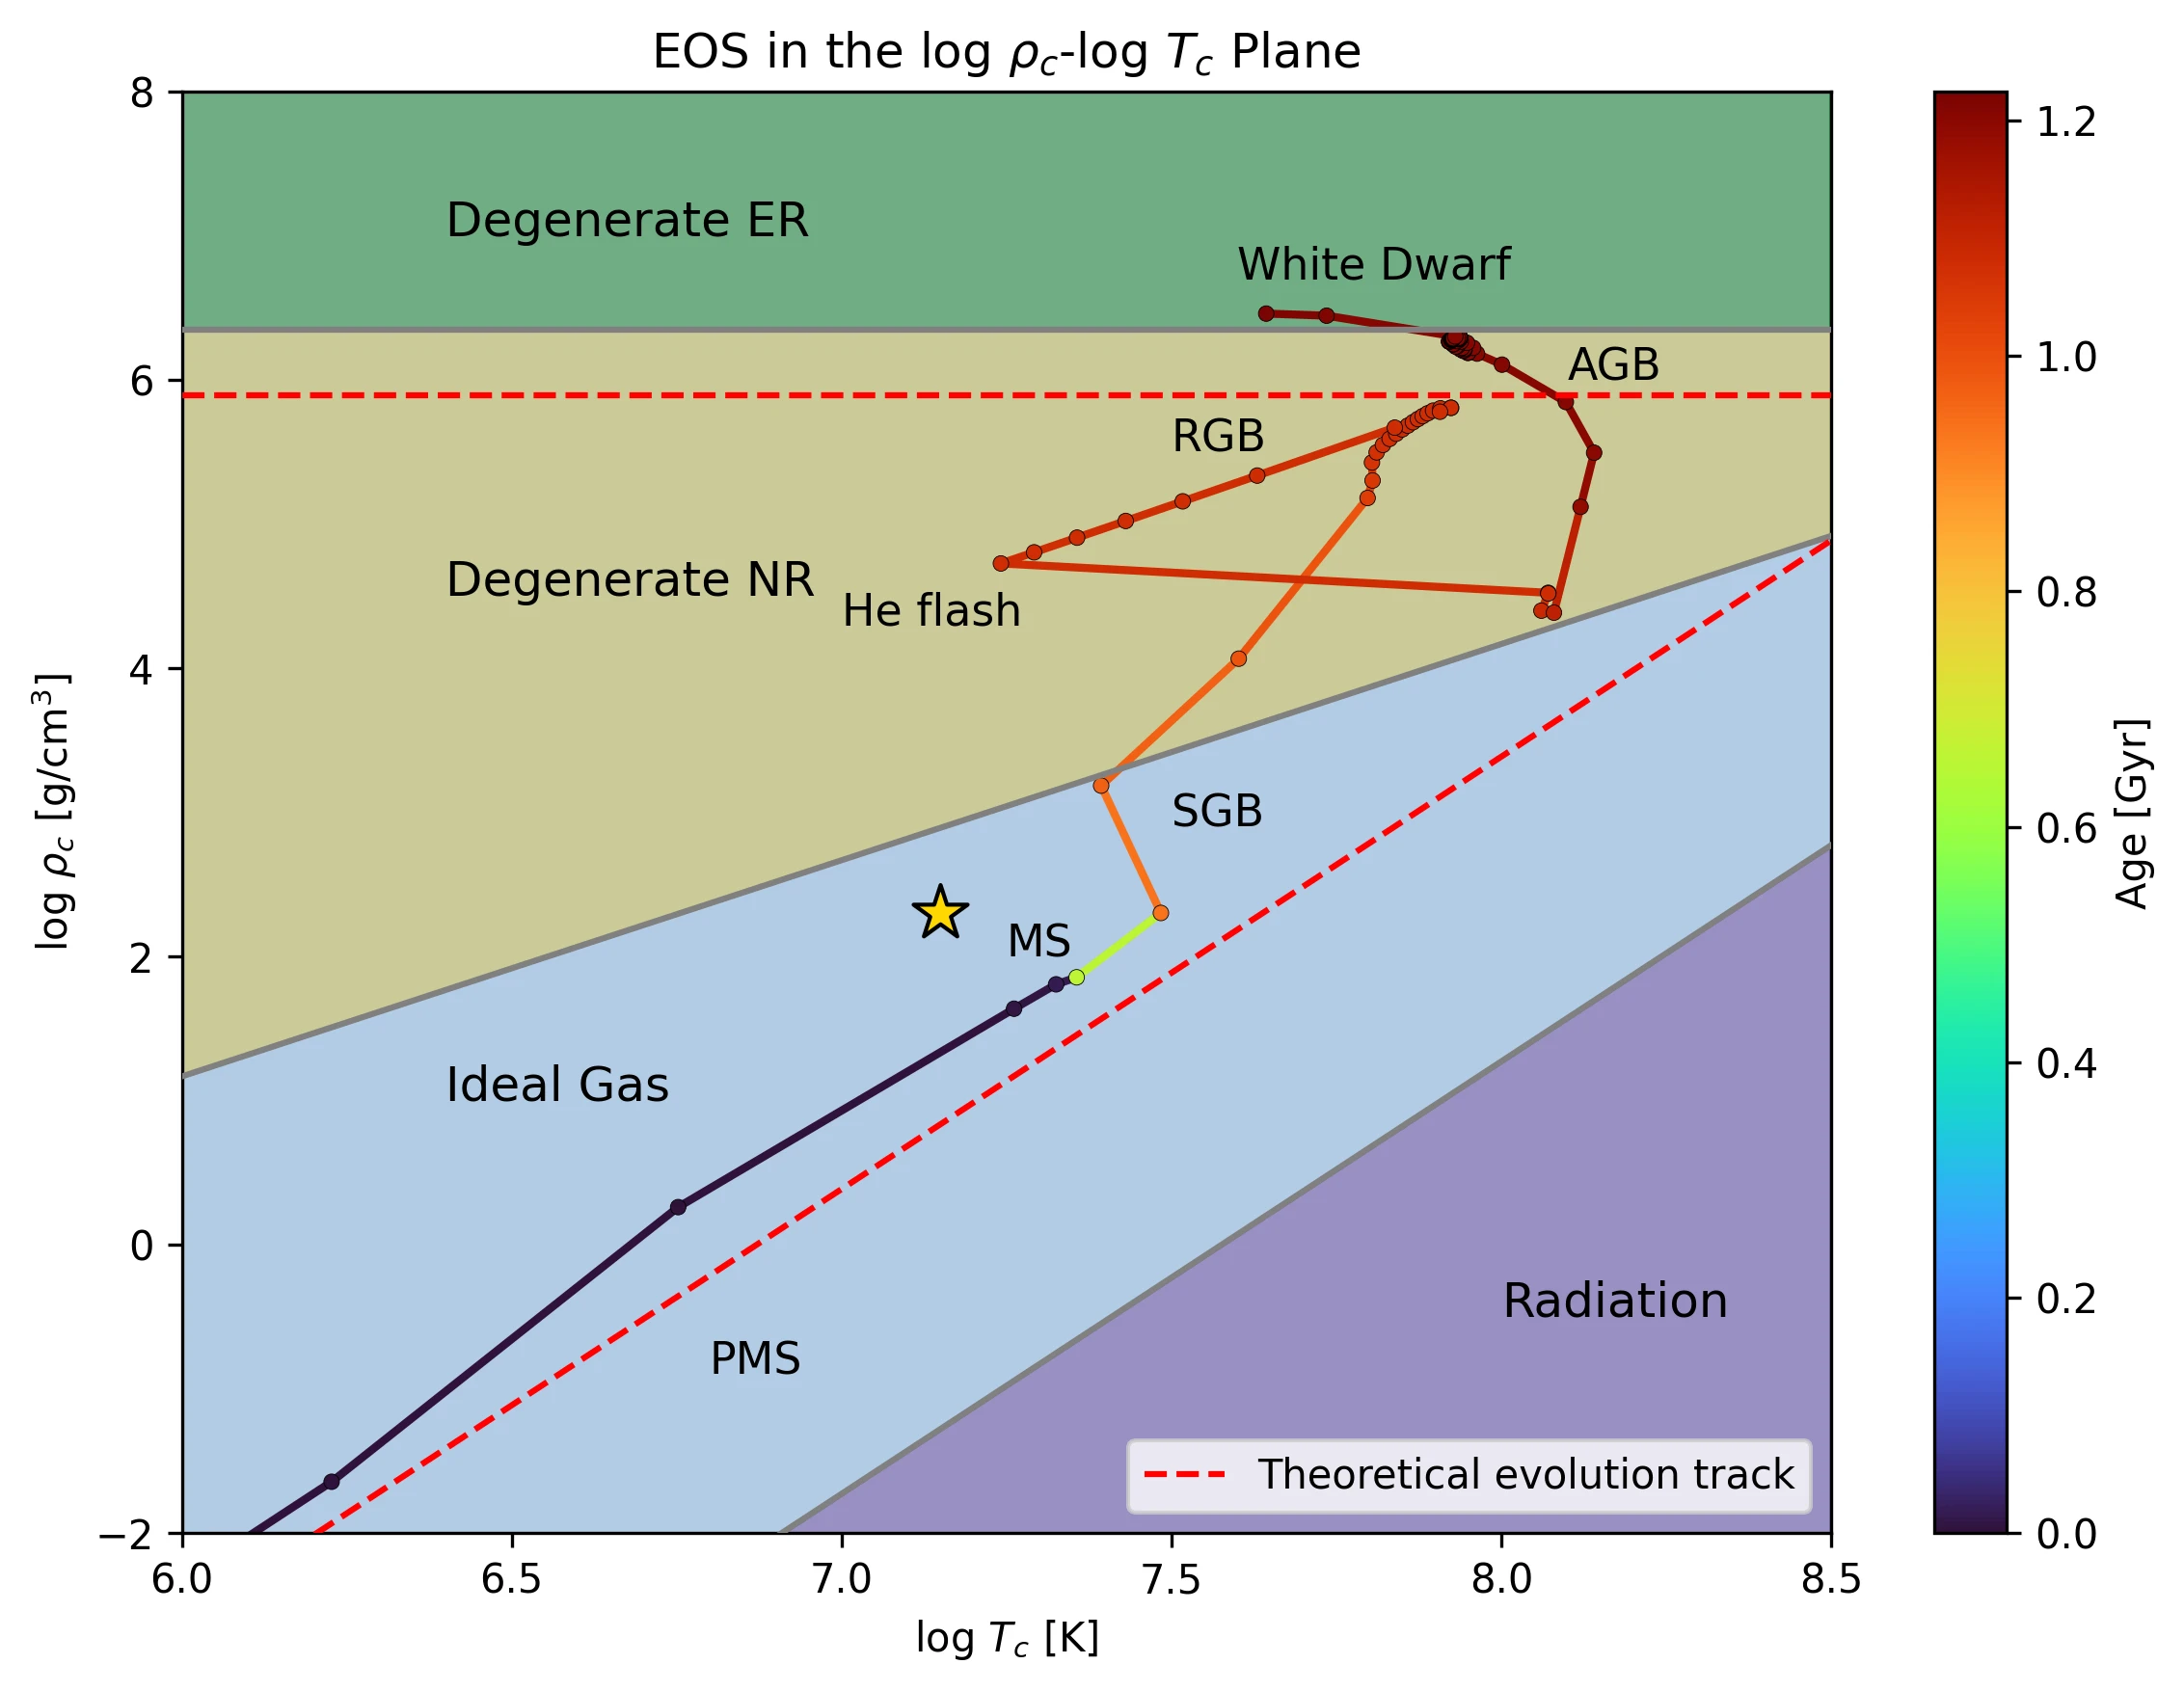 EOS in the log ρc-log Tc Plane
8
6
4
2
0
−2
log ρc [g/cm³]
Degenerate ER
White Dwarf
AGB
RGB
Degenerate NR
He flash
SGB
MS
Ideal Gas
Radiation
PMS
Theoretical evolution track
6.0 6.5 7.0 7.5 8.0 8.5
log Tc [K]
1.2
1.0
0.8
0.6
0.4
0.2
0.0
Age [Gyr]